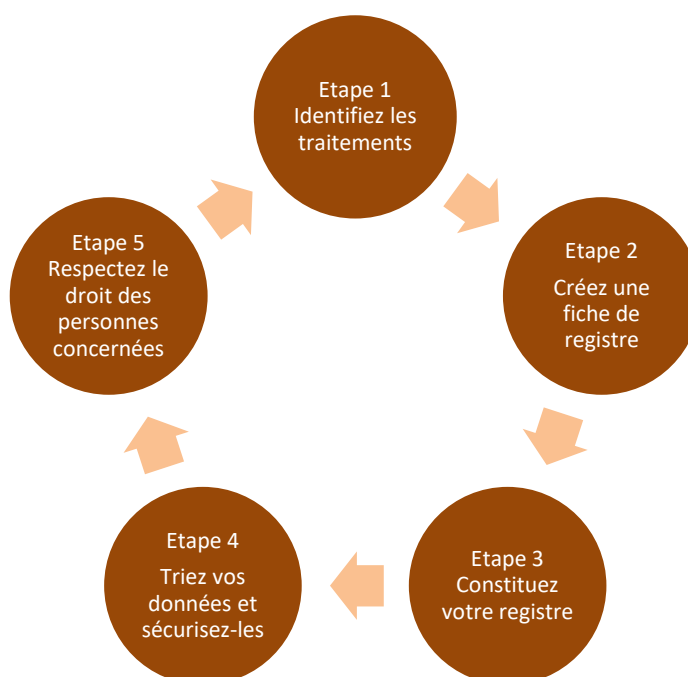 Etape 1
Identifiez les
traitements
Etape 2
Créez une
fiche de
registre
Etape 3
Constituez
votre registre
Etape 4
Triez vos
données et
sécurisez-les
Etape 5
Respectez le
droit des
personnes
concernées